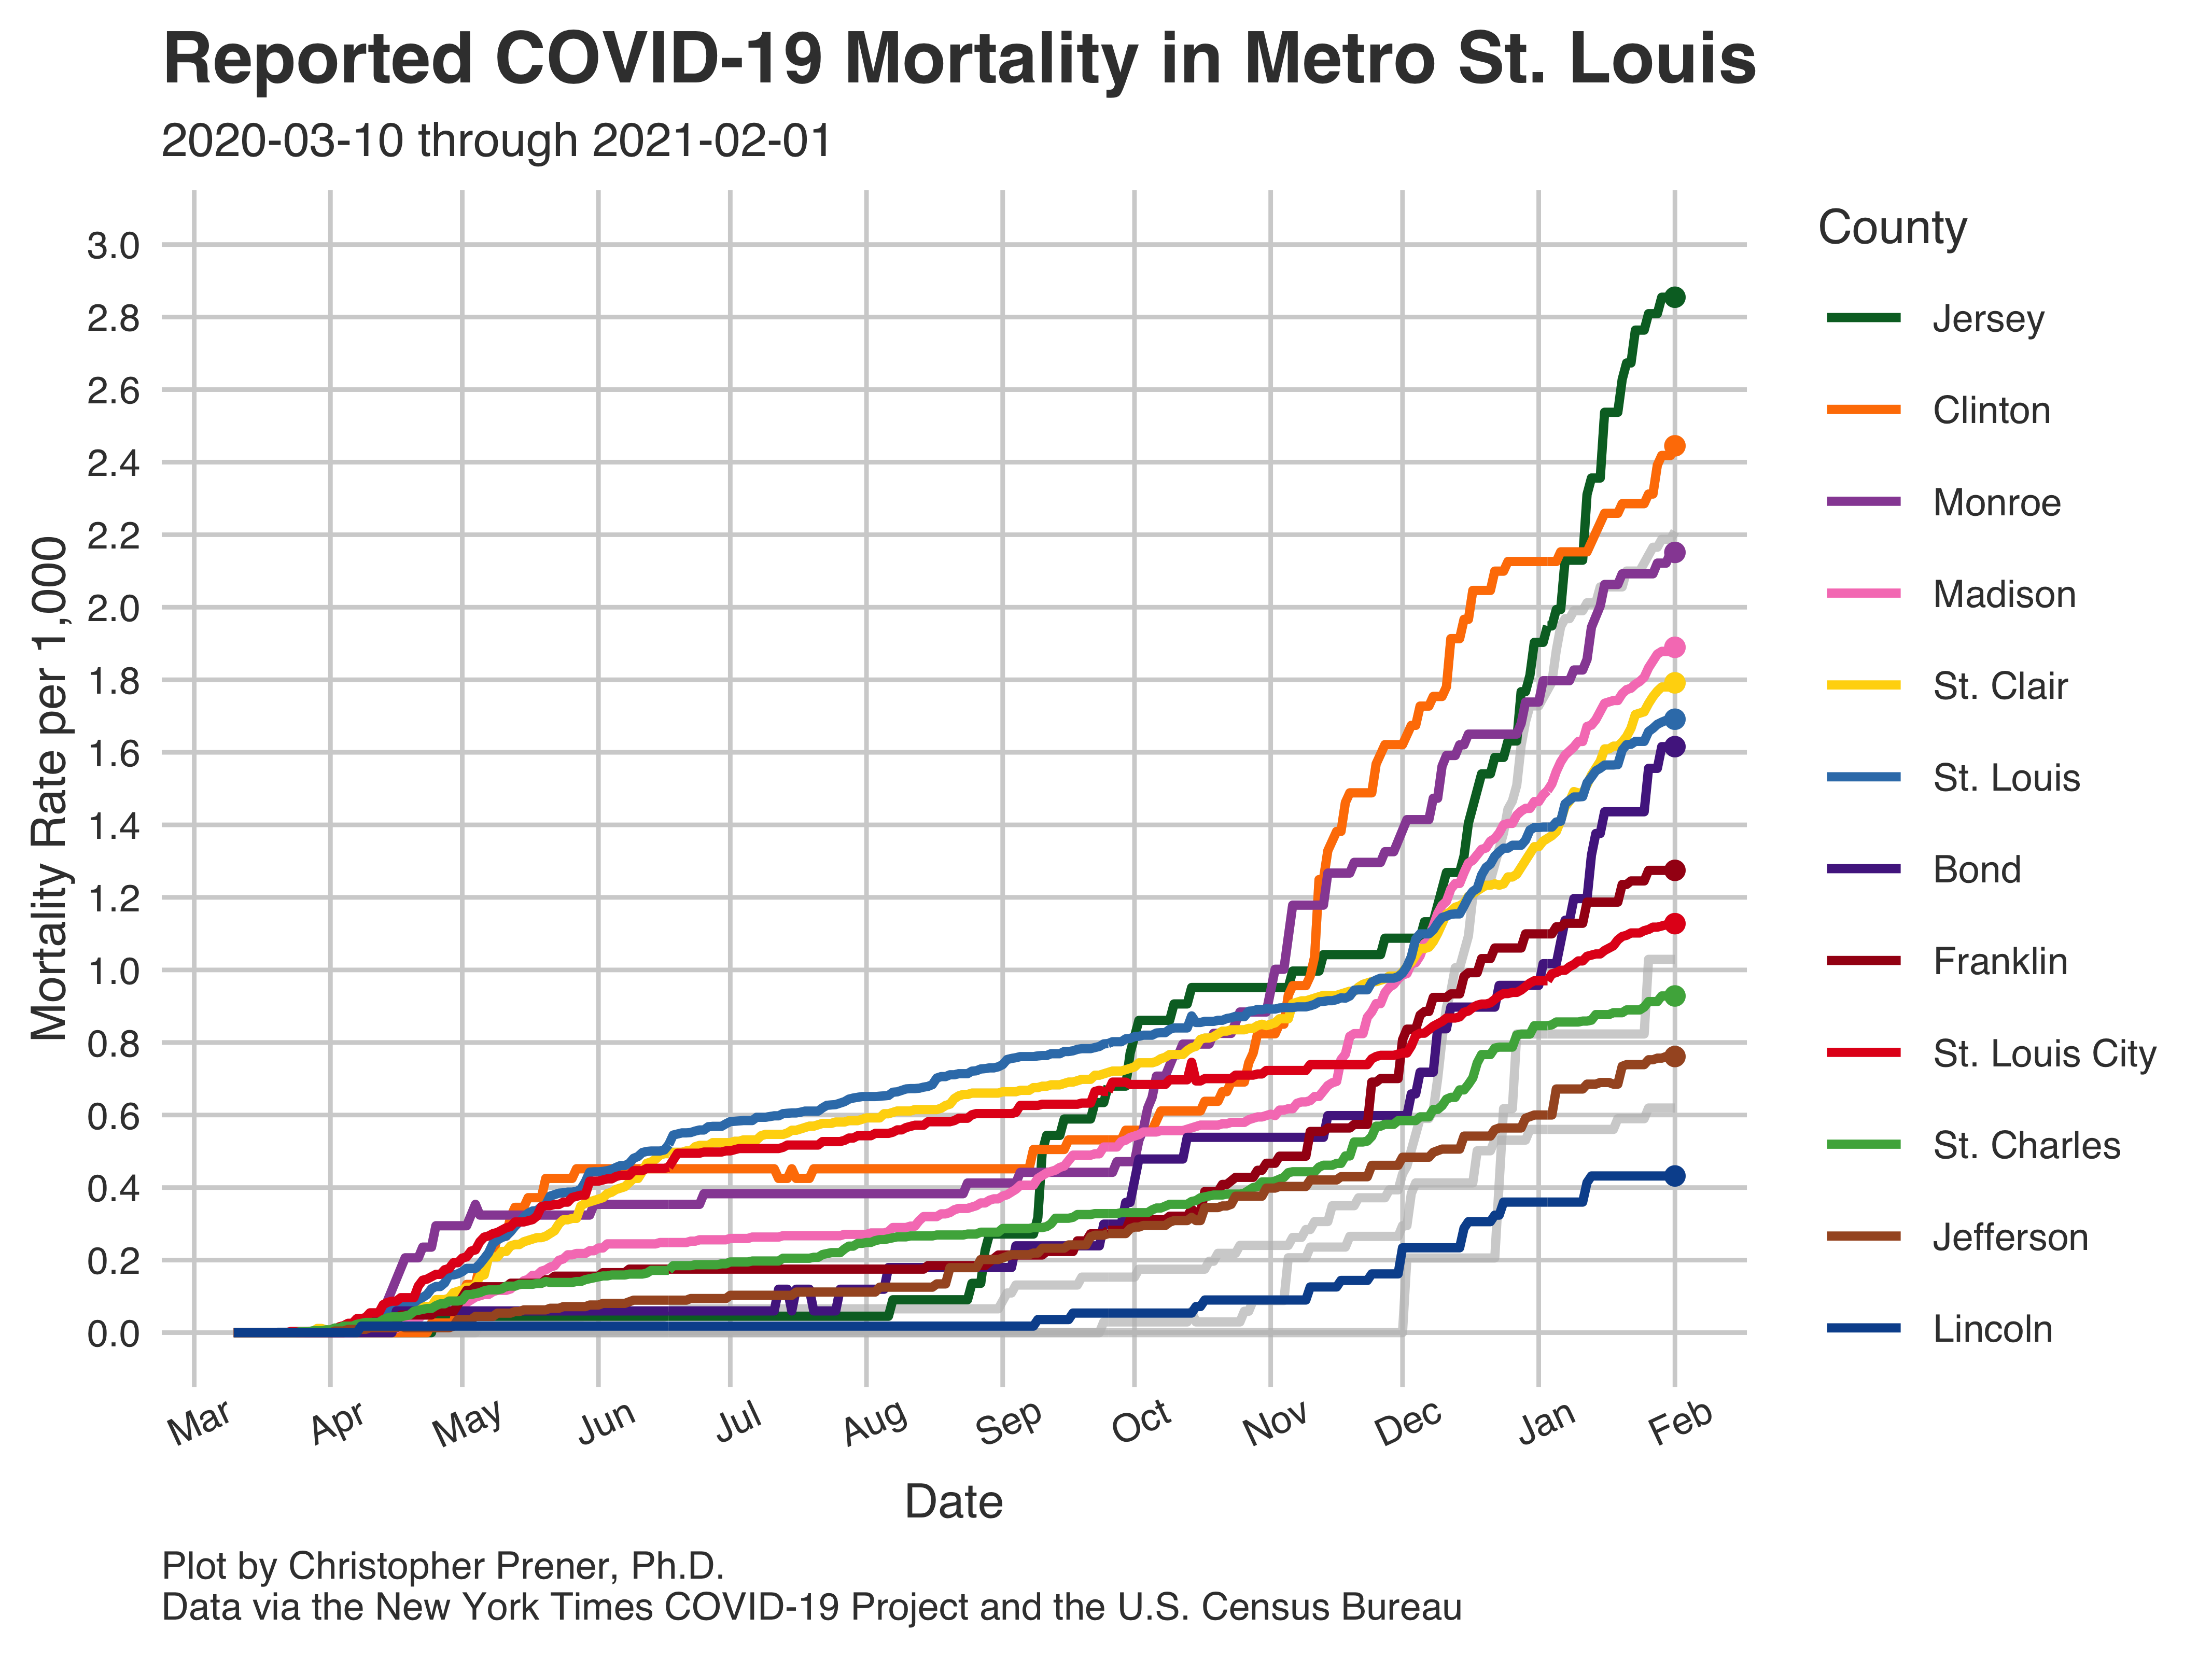 Reported COVID-19 Mortality in Metro St. Louis
2020-03-10 through 2021-02-01
County
3.0
2.8
2.6
2.4
2.2
2.0
1.8
1.6
1.4
1.2
1.0
0.8
0.6
0.4
0.2
0.0
Mortality Rate per 1,000
Jersey
Clinton
Monroe
Madison
St. Clair
St. Louis
Bond
Franklin
St. Louis City
St. Charles
Jefferson
Lincoln
Mar Apr May Jun Jul Aug Sep Oct Nov Dec Jan Feb
Date
Plot by Christopher Prener, Ph.D.
Data via the New York Times COVID-19 Project and the U.S. Census Bureau